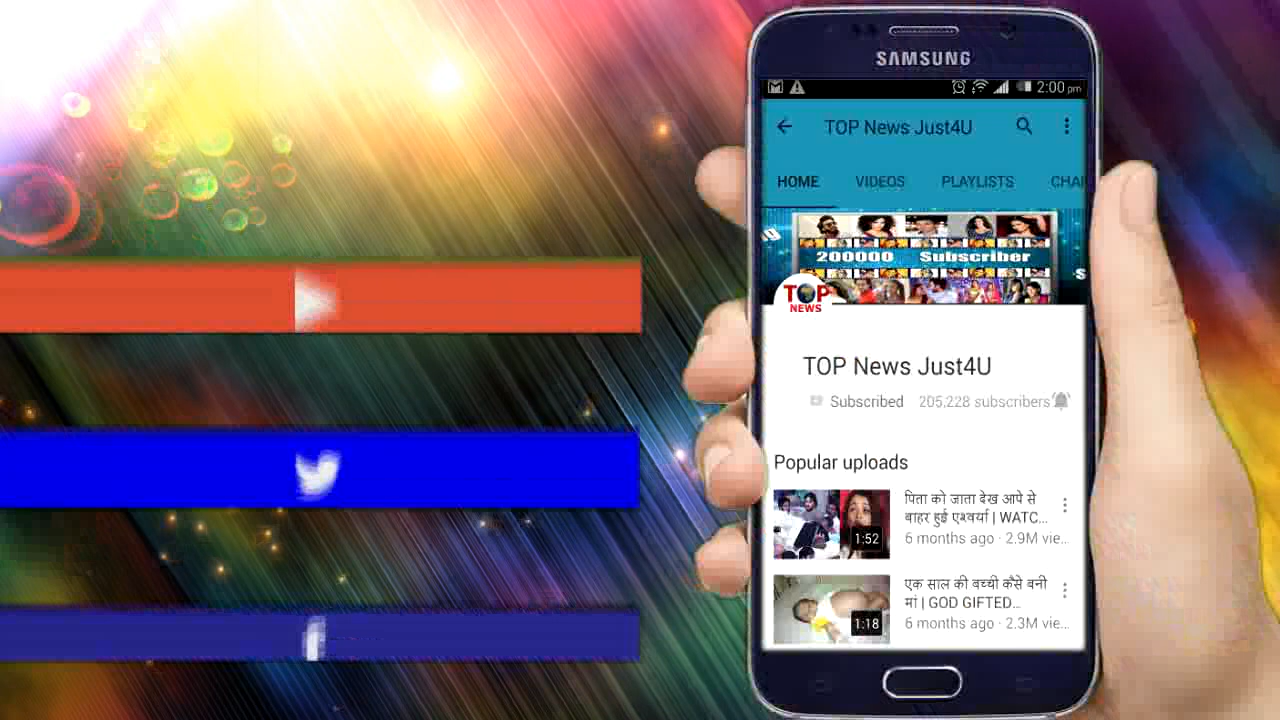 SAMSUNG
2:00 pm
TOP News Just4U
HOME VIDEOS PLAYLISTS CHAI
200000 Subscriber
TOP
NEWS
TOP News Just4U
Subscribed 205,228 subscribers
Popular uploads
पिता को जाता देख आपे से
बाहर हुई एश्वर्या | WATC...
1:52
6 months ago · 2.9M vie...
एक साल की बच्ची कैसे बनी
मां | GOD GIFTED...
1:18
6 months ago · 2.3M vie...